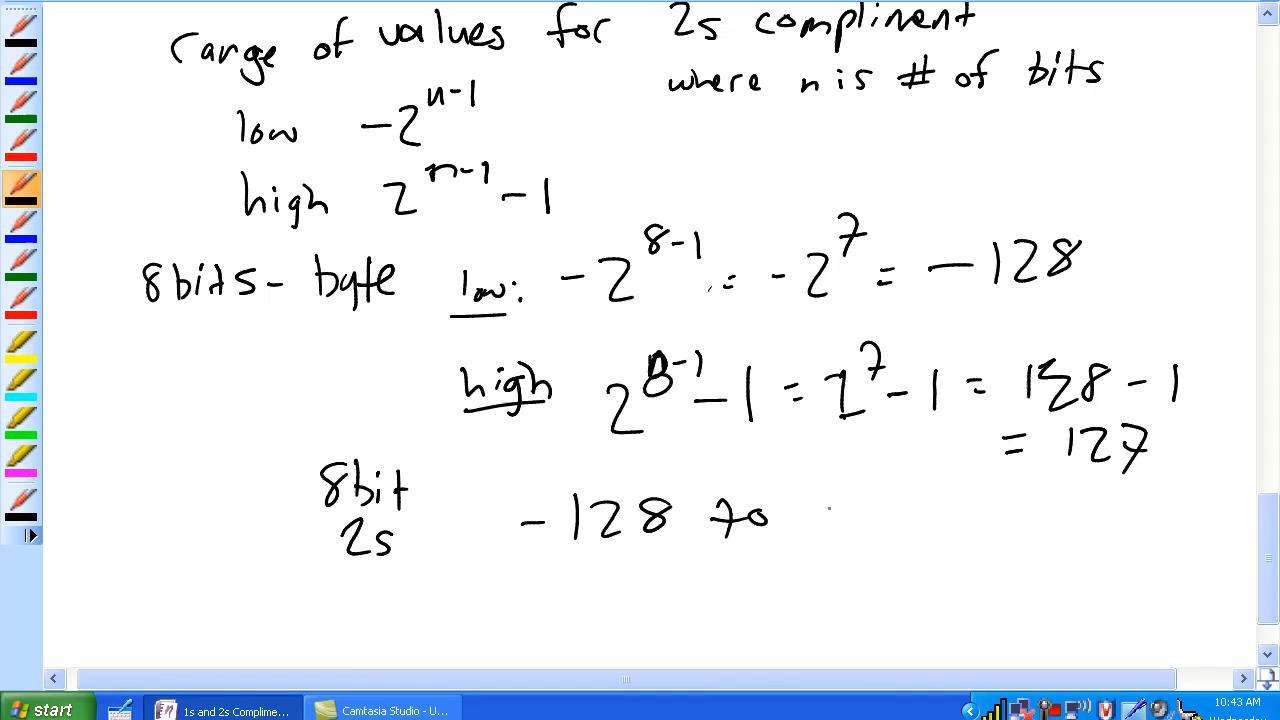 range of values for 2s compliment
where n is # of bits
low -2^(n-1)
high 2^(n-1) - 1
8bits - byte low: -2^(8-1) = -2^7 = -128
high 2^(8-1) - 1 = 2^7 - 1 = 128 - 1
= 127
8bit
2s -128 to
start
1s and 2s Complime...
Camtasia Studio - U...
10:43 AM
Wednesday